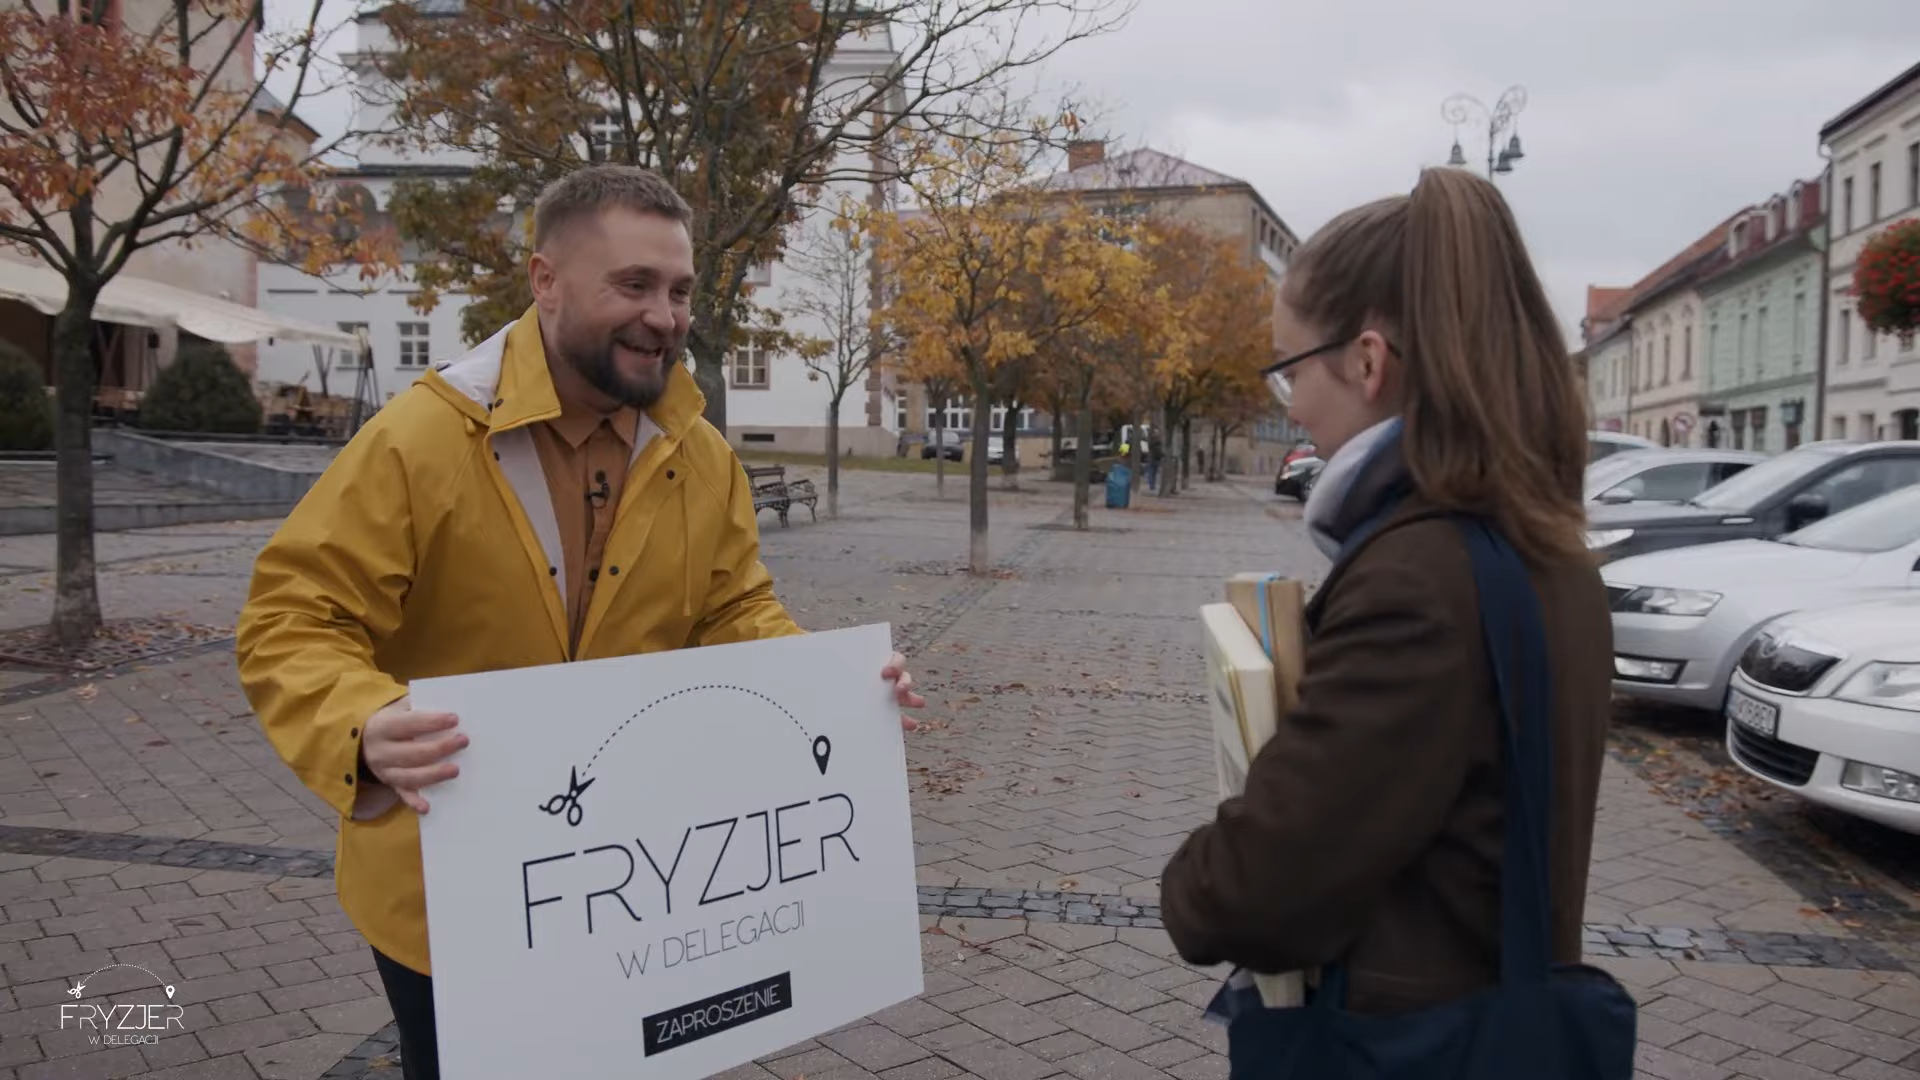 FRYZJER
W DELEGACJI
ZAPROSZENIE
FRYZJER
W DELEGACJI